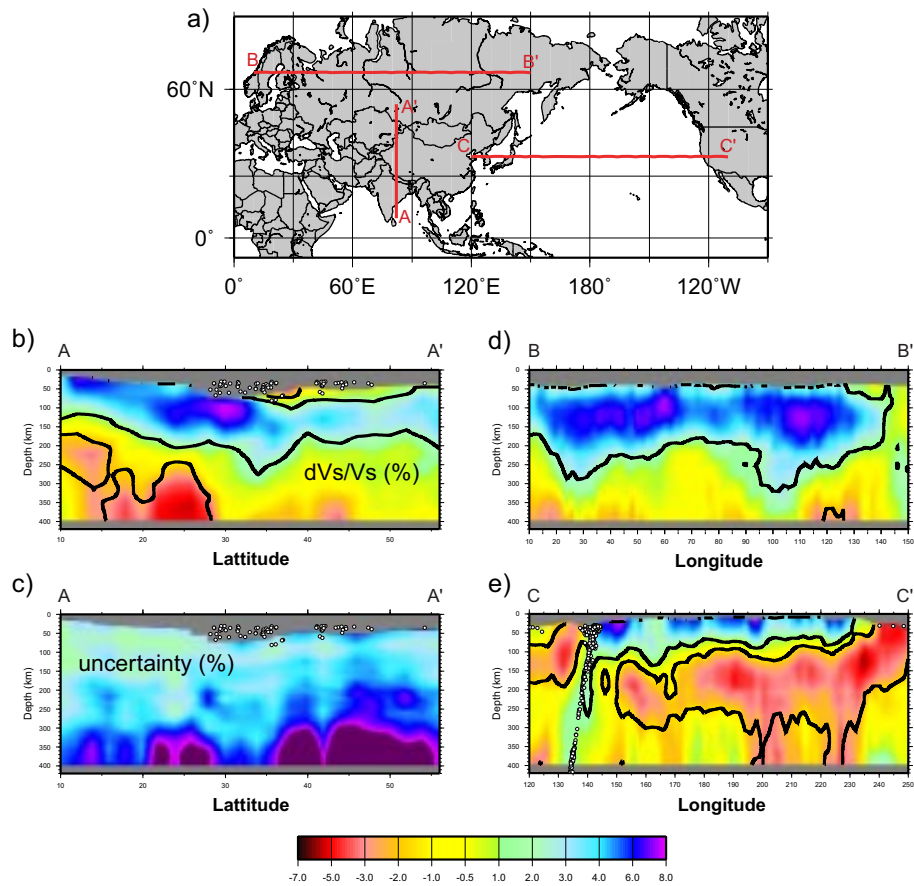 a)
B B'
60˚N
A'
C C'
A
0˚
0˚ 60˚E 120˚E 180˚ 120˚W
b)
A A'
0
50
100
150
200
250
300
350
400
Depth (km)
dVs/Vs (%)
10 20 30 40 50
Lattitude
d)
B B'
0
50
100
150
200
250
300
350
400
Depth (km)
10 20 30 40 50 60 70 80 90 100 110 120 130 140 150
Longitude
c)
A A'
0
50
100
150
200
250
300
350
400
Depth (km)
uncertainty (%)
10 20 30 40 50
Lattitude
e)
C C'
0
50
100
150
200
250
300
350
400
Depth (km)
120 130 140 150 160 170 180 190 200 210 220 230 240 250
Longitude
-7.0 -5.0 -3.0 -2.0 -1.0 -0.5 1.0 2.0 3.0 4.0 6.0 8.0